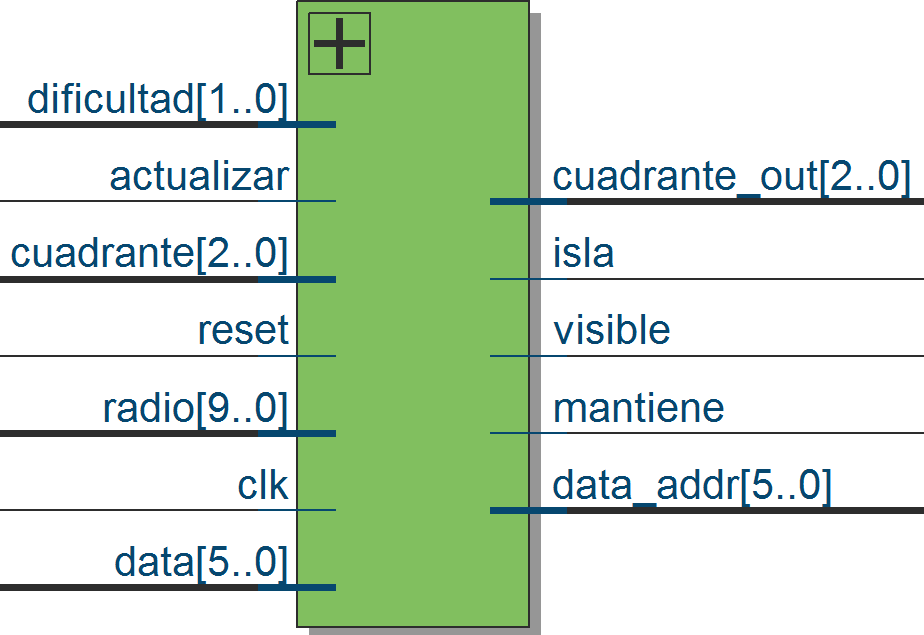 dificultad[1..0]
actualizar
cuadrante[2..0]
reset
radio[9..0]
clk
data[5..0]
cuadrante_out[2..0]
isla
visible
mantiene
data_addr[5..0]